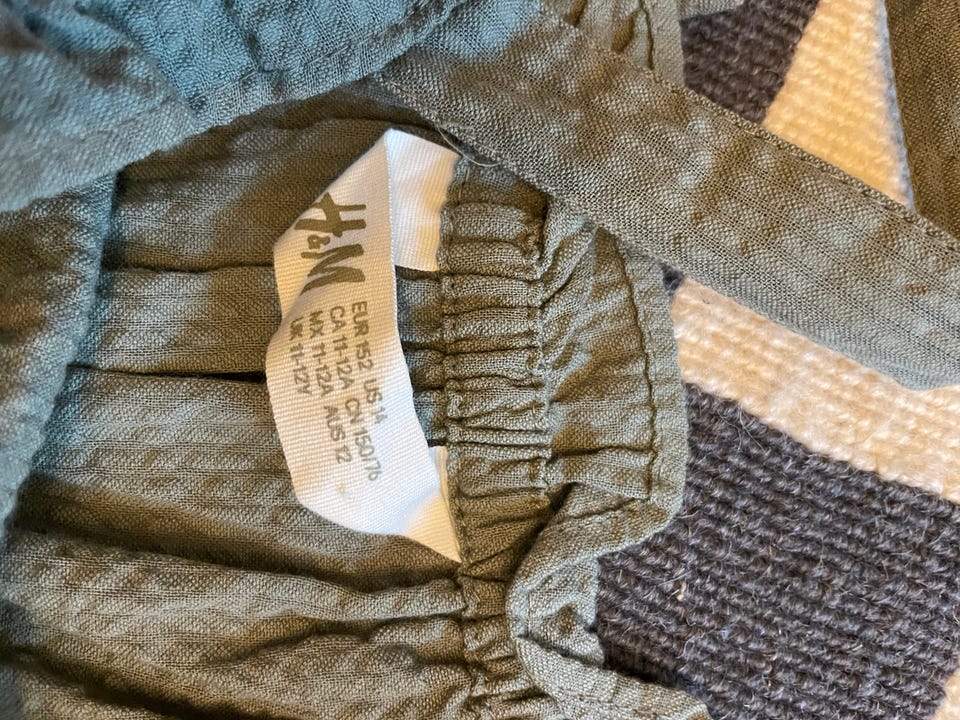 H&M
EUR 152 US 14
CA 11-12A CN 150/76
MX 11-12A AUS 12
UK 11-12Y